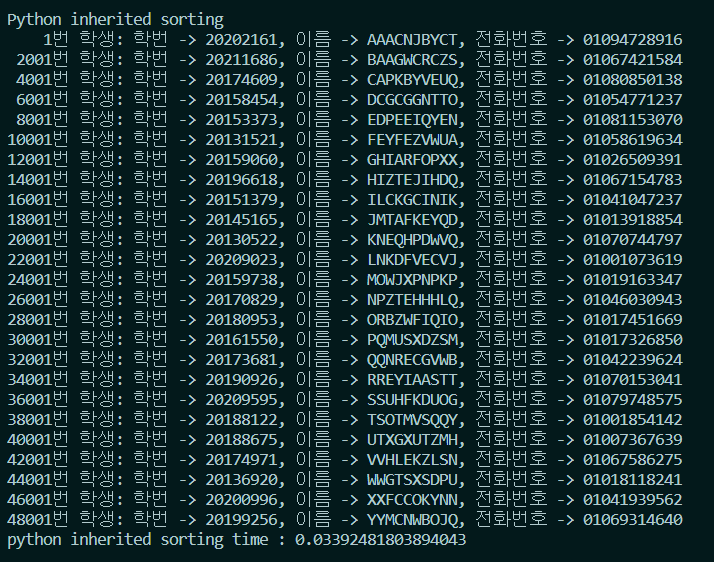 Python inherited sorting
1번 학생: 학번 -> 20202161, 이름 -> AAACNJBYCT, 전화번호 -> 01094728916
2001번 학생: 학번 -> 20211686, 이름 -> BAAGWCRCZS, 전화번호 -> 01067421584
4001번 학생: 학번 -> 20174609, 이름 -> CAPKBYVEUQ, 전화번호 -> 01080850138
6001번 학생: 학번 -> 20158454, 이름 -> DCGCGGNTTO, 전화번호 -> 01054771237
8001번 학생: 학번 -> 20153373, 이름 -> EDPEEIQYEN, 전화번호 -> 01081153070
10001번 학생: 학번 -> 20131521, 이름 -> FEYFEZVWUA, 전화번호 -> 01058619634
12001번 학생: 학번 -> 20159060, 이름 -> GHIARFOPXX, 전화번호 -> 01026509391
14001번 학생: 학번 -> 20196618, 이름 -> HIZTEJIHDQ, 전화번호 -> 01067154783
16001번 학생: 학번 -> 20151379, 이름 -> ILCKGCINIK, 전화번호 -> 01041047237
18001번 학생: 학번 -> 20145165, 이름 -> JMTAFKEYQD, 전화번호 -> 01013918854
20001번 학생: 학번 -> 20130522, 이름 -> KNEQHPDWVQ, 전화번호 -> 01070744797
22001번 학생: 학번 -> 20209023, 이름 -> LNKDFVECVJ, 전화번호 -> 01001073619
24001번 학생: 학번 -> 20159738, 이름 -> MOWJXPNPKP, 전화번호 -> 01019163347
26001번 학생: 학번 -> 20170829, 이름 -> NPZTEHHHLQ, 전화번호 -> 01046030943
28001번 학생: 학번 -> 20180953, 이름 -> ORBZWFIQIO, 전화번호 -> 01017451669
30001번 학생: 학번 -> 20161550, 이름 -> PQMUSXDZSM, 전화번호 -> 01017326850
32001번 학생: 학번 -> 20173681, 이름 -> QQNRECGVWB, 전화번호 -> 01042239624
34001번 학생: 학번 -> 20190926, 이름 -> RREYIAASTT, 전화번호 -> 01070153041
36001번 학생: 학번 -> 20209595, 이름 -> SSUHFKDUOG, 전화번호 -> 01079748575
38001번 학생: 학번 -> 20188122, 이름 -> TSOTMVSQQY, 전화번호 -> 01001854142
40001번 학생: 학번 -> 20188675, 이름 -> UTXGXUTZMH, 전화번호 -> 01007367639
42001번 학생: 학번 -> 20174971, 이름 -> VVHLEKZLSN, 전화번호 -> 01067586275
44001번 학생: 학번 -> 20136920, 이름 -> WWGTSXSDPU, 전화번호 -> 01018118241
46001번 학생: 학번 -> 20200996, 이름 -> XXFCCOKYNN, 전화번호 -> 01041939562
48001번 학생: 학번 -> 20199256, 이름 -> YYMCNWBOJQ, 전화번호 -> 01069314640
python inherited sorting time : 0.03392481803894043